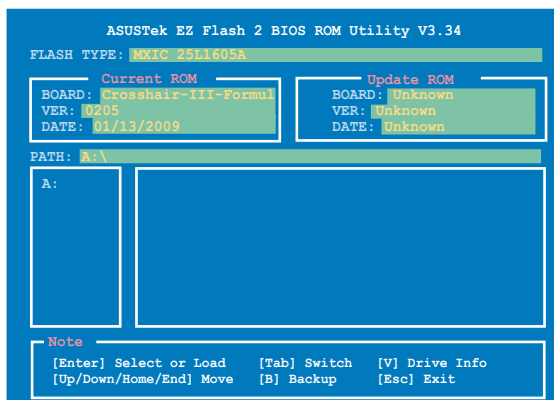 ASUSTek EZ Flash 2 BIOS ROM Utility V3.34
FLASH TYPE: MXIC 25L1605A
Current ROM
BOARD: Crosshair-III-Formul
VER: 0205
DATE: 01/13/2009
Update ROM
BOARD: Unknown
VER: Unknown
DATE: Unknown
PATH: A:\
A:
Note
[Enter] Select or Load [Tab] Switch [V] Drive Info
[Up/Down/Home/End] Move [B] Backup [Esc] Exit